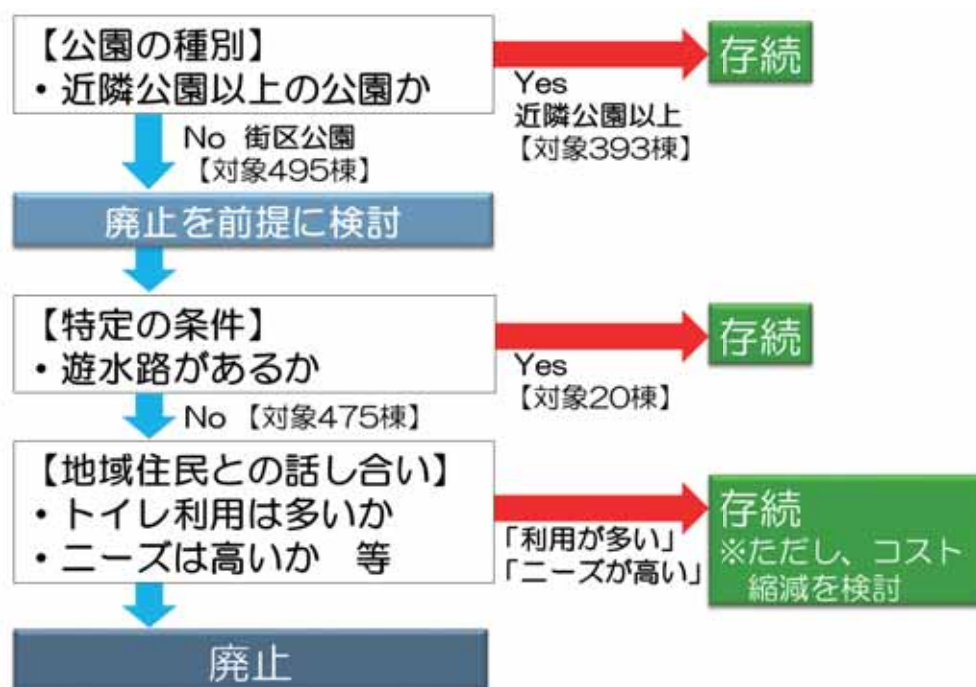 【公園の種別】
・近隣公園以上の公園か
存続
Yes
近隣公園以上
【対象393棟】
No 街区公園
【対象495棟】
廃止を前提に検討
【特定の条件】
・遊水路があるか
存続
Yes
【対象20棟】
No 【対象475棟】
【地域住民との話し合い】
・トイレ利用は多いか
・ニーズは高いか 等
「利用が多い」
「ニーズが高い」
存続
※ただし、コスト
縮減を検討
廃止